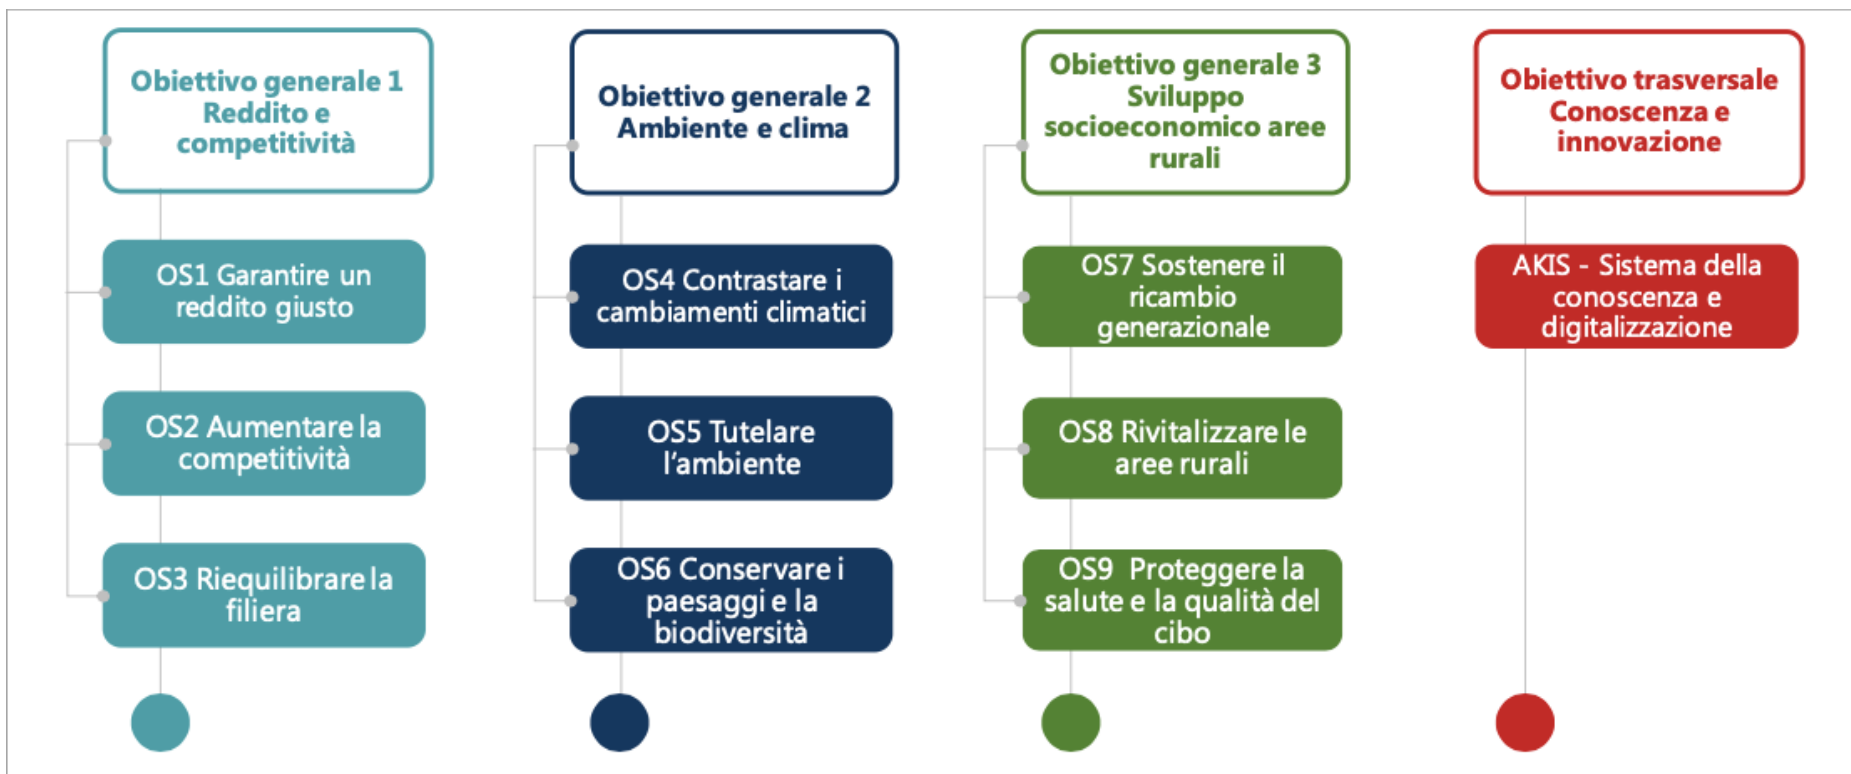 Obiettivo generale 1
Reddito e
competitività
OS1 Garantire un
reddito giusto
OS2 Aumentare la
competitività
OS3 Riequilibrare la
filiera
Obiettivo generale 2
Ambiente e clima
OS4 Contrastare i
cambiamenti climatici
OS5 Tutelare
l’ambiente
OS6 Conservare i
paesaggi e la
biodiversità
Obiettivo generale 3
Sviluppo
socioeconomico aree
rurali
OS7 Sostenere il
ricambio
generazionale
OS8 Rivitalizzare le
aree rurali
OS9 Proteggere la
salute e la qualità del
cibo
Obiettivo trasversale
Conoscenza e
innovazione
AKIS - Sistema della
conoscenza e
digitalizzazione